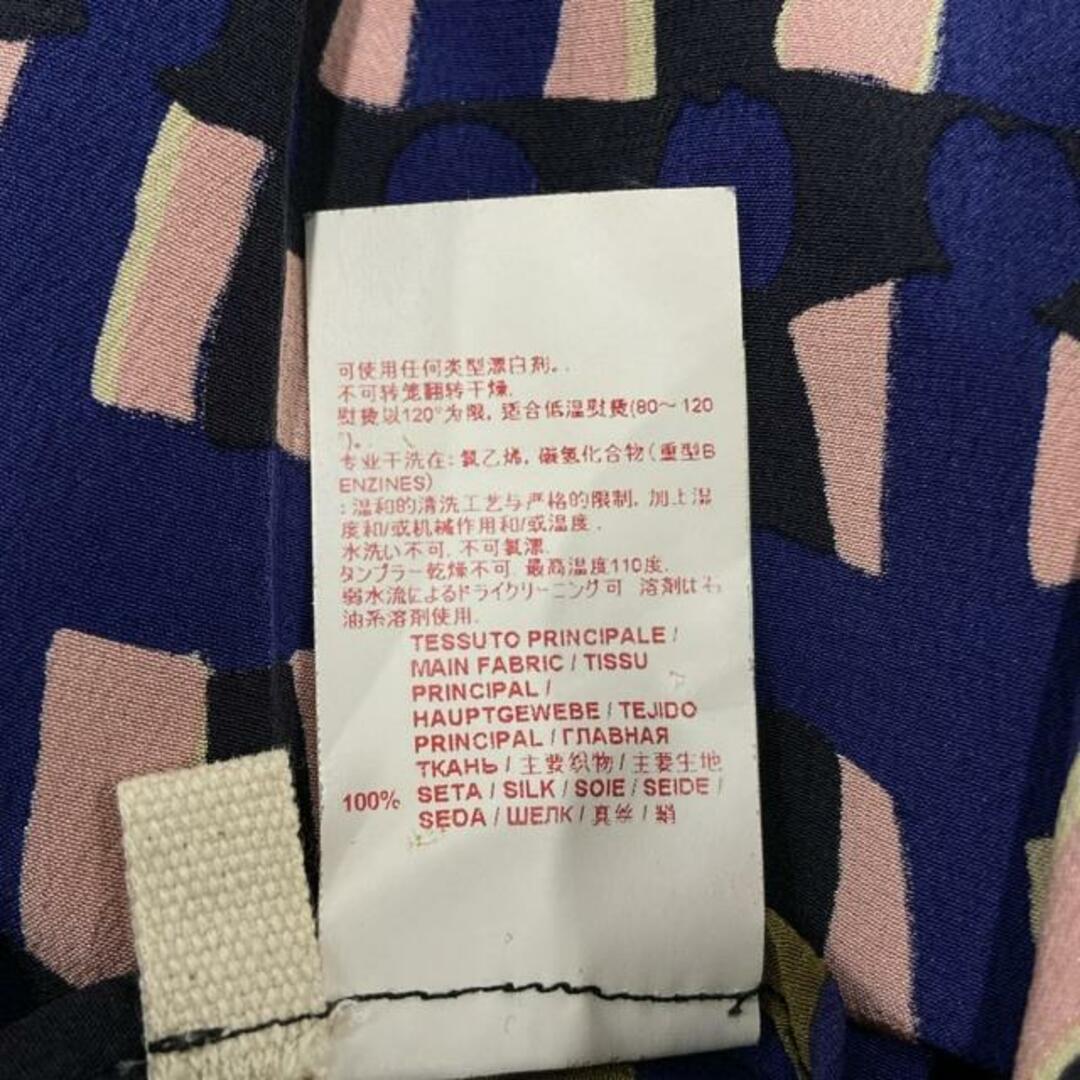 可使用任何类型漂白剂。.
不可转笼翻转干燥.
熨烫以120°为限, 适合低温熨烫(80～120
°)。
专业干洗在: 氯乙烯, 碳氢化合物(重型B
ENZINES)
: 温和的清洗工艺与严格的限制, 加上湿
度和/或机械作用和/或温度.
水洗い不可, 不可氯漂.
タンブラー乾燥不可 最高温度110度.
弱水流によるドライクリーニング可 溶剤は石
油系溶剤使用.
TESSUTO PRINCIPALE /
MAIN FABRIC / TISSU
PRINCIPAL /
HAUPTGEWEBE / TEJIDO
PRINCIPAL / ГЛАВНАЯ
ТКАНЬ / 主要织物 / 主要生地
100% SETA / SILK / SOIE / SEIDE /
SEDA / ШЕЛК / 真丝 / 絹